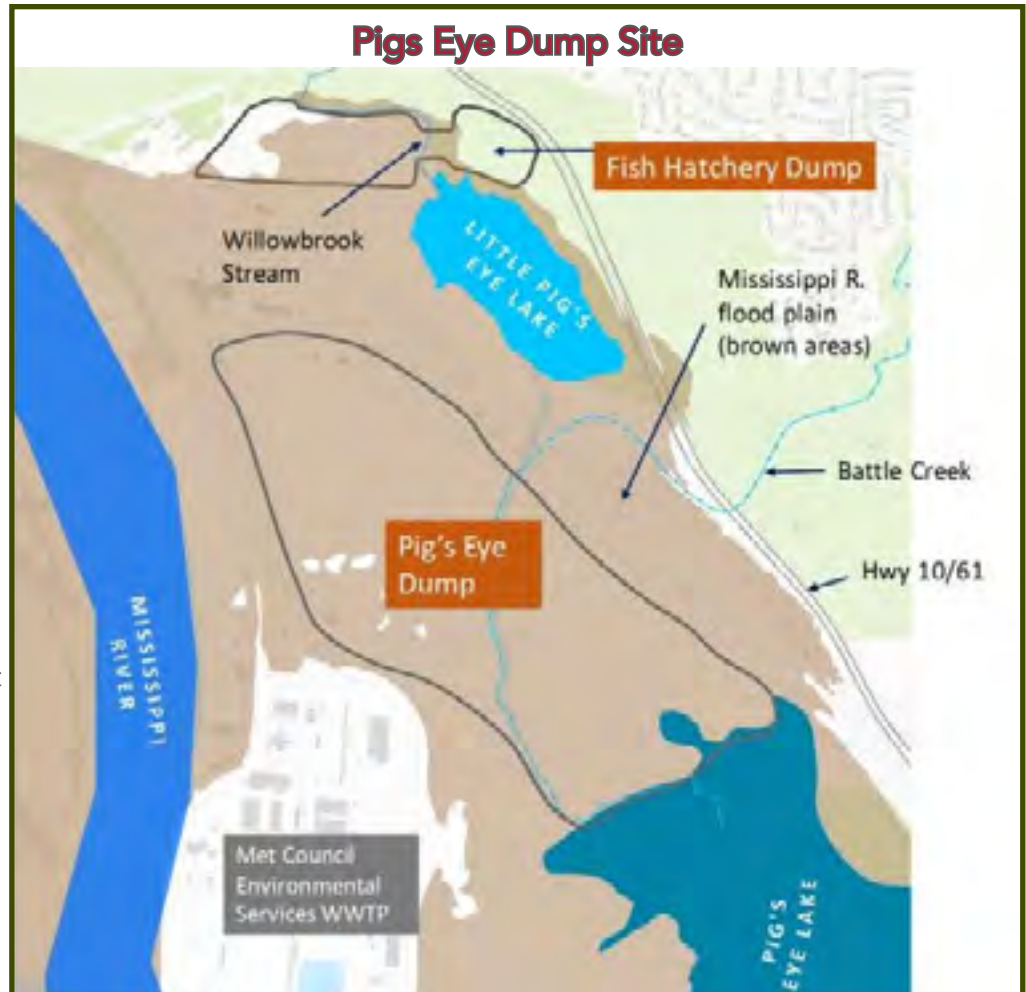 Pigs Eye Dump Site
Fish Hatchery Dump
Willowbrook
Stream
LITTLE PIG'S
EYE LAKE
Mississippi R.
flood plain
(brown areas)
Battle Creek
Pig's Eye
Dump
Hwy 10/61
MISSISSIPPI
RIVER
Met Council
Environmental
Services WWTP
PIG'S
EYE LAKE